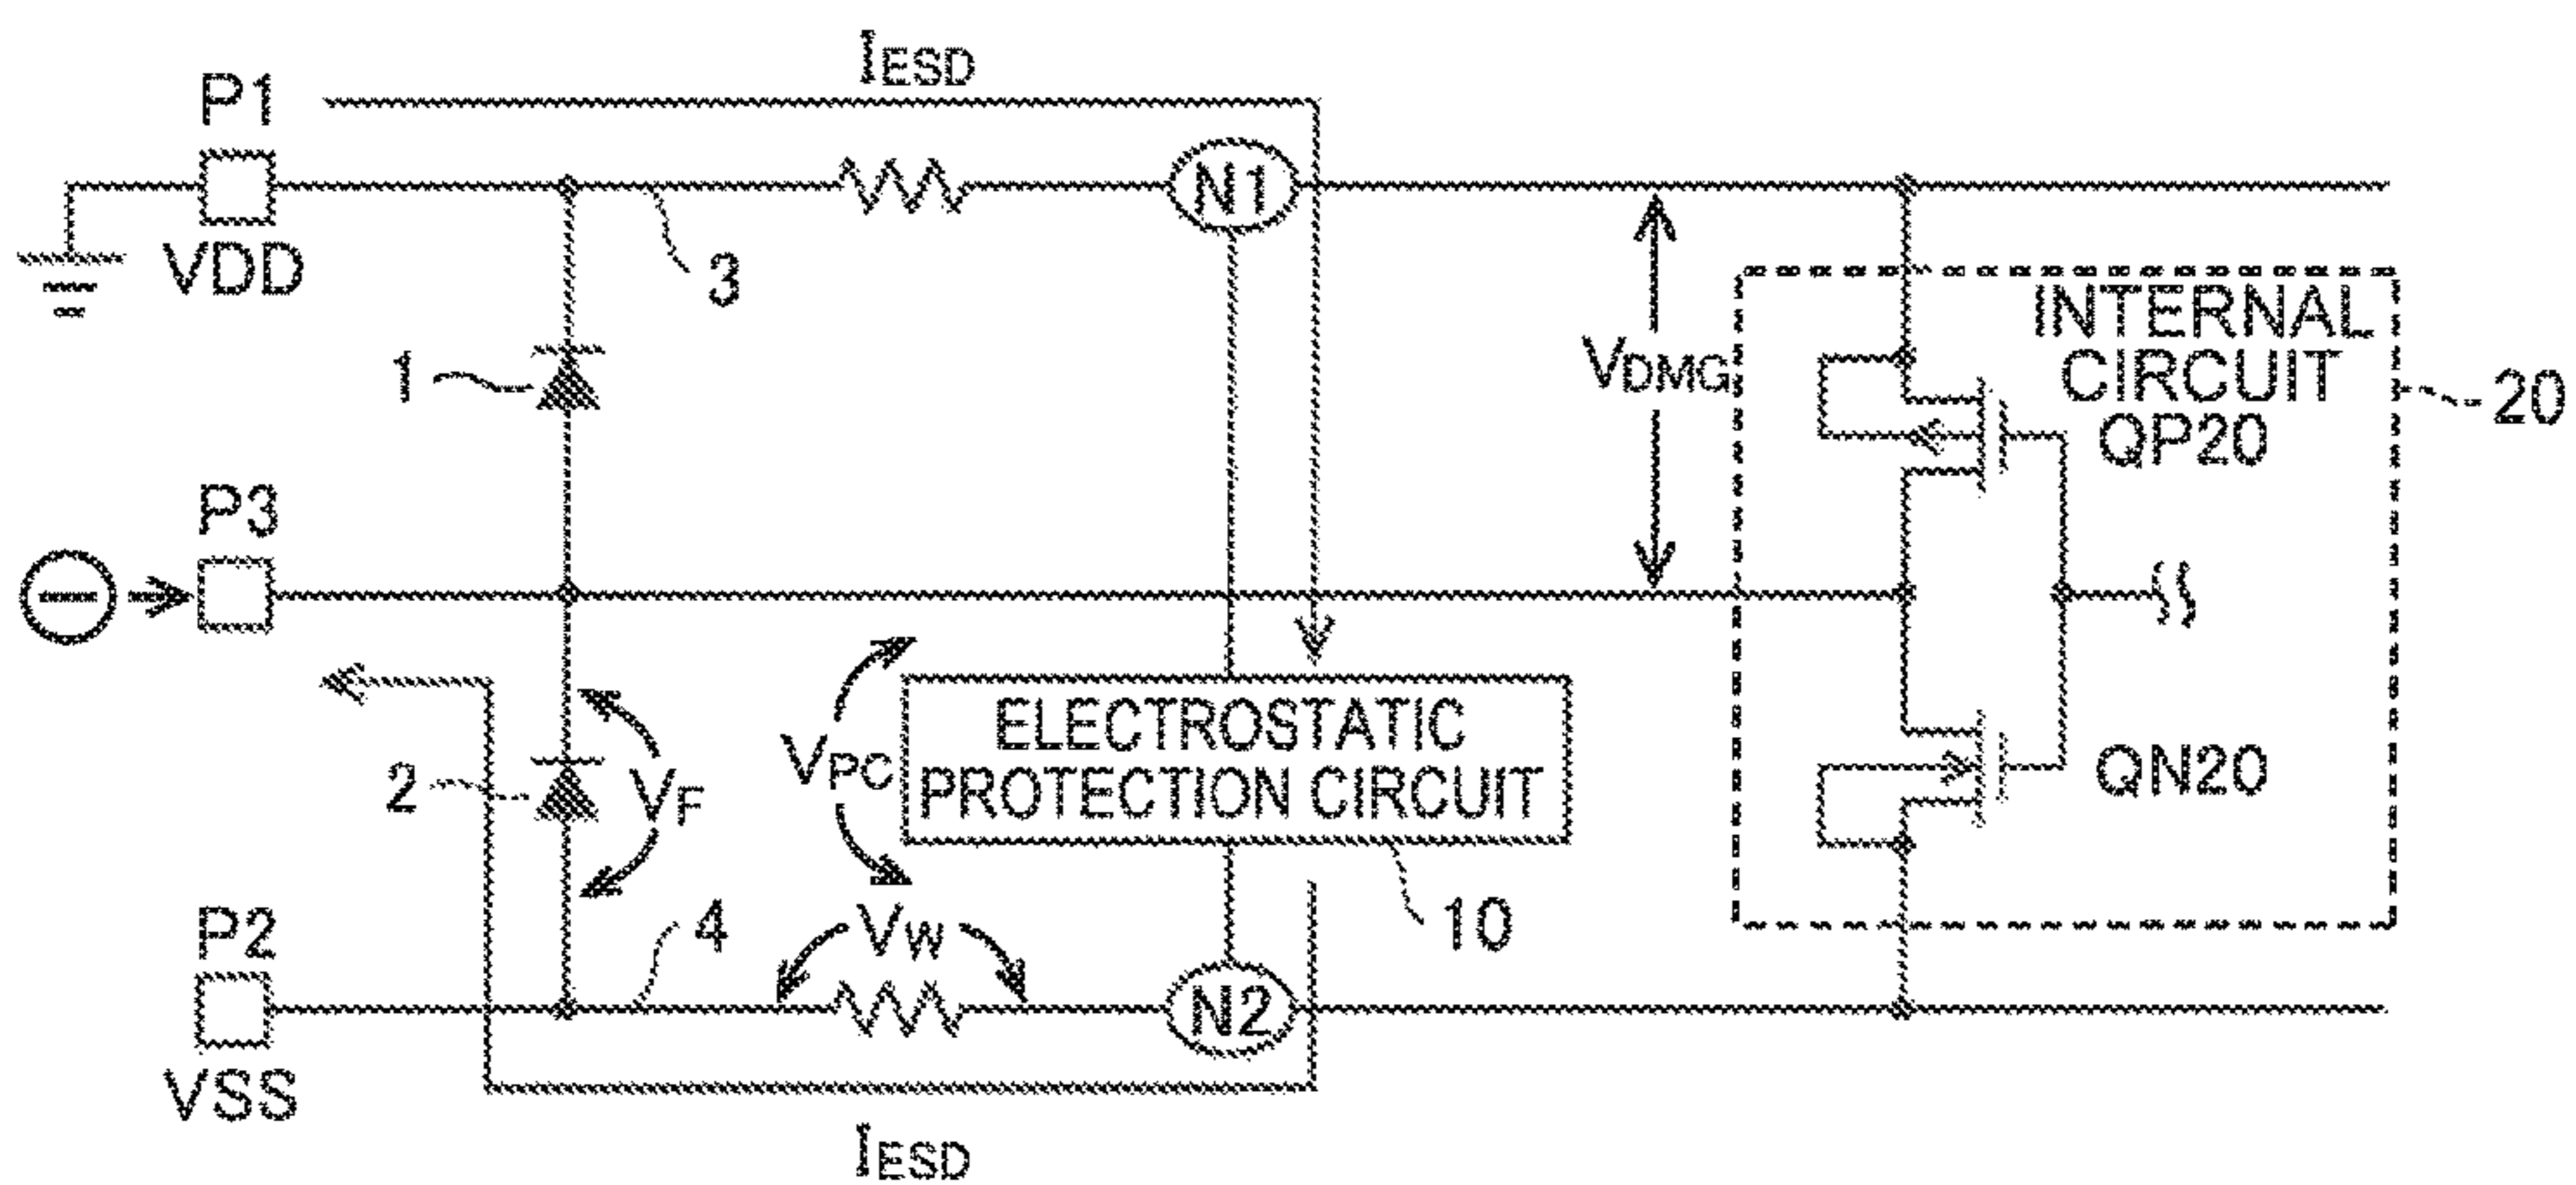 IESD
P1
N1
VDD
3
INTERNAL
CIRCUIT
1
VDMG
QP20
20
P3
−
ELECTROSTATIC
PROTECTION CIRCUIT
VPC
2
VF
QN20
P2
4
VW
10
N2
VSS
IESD